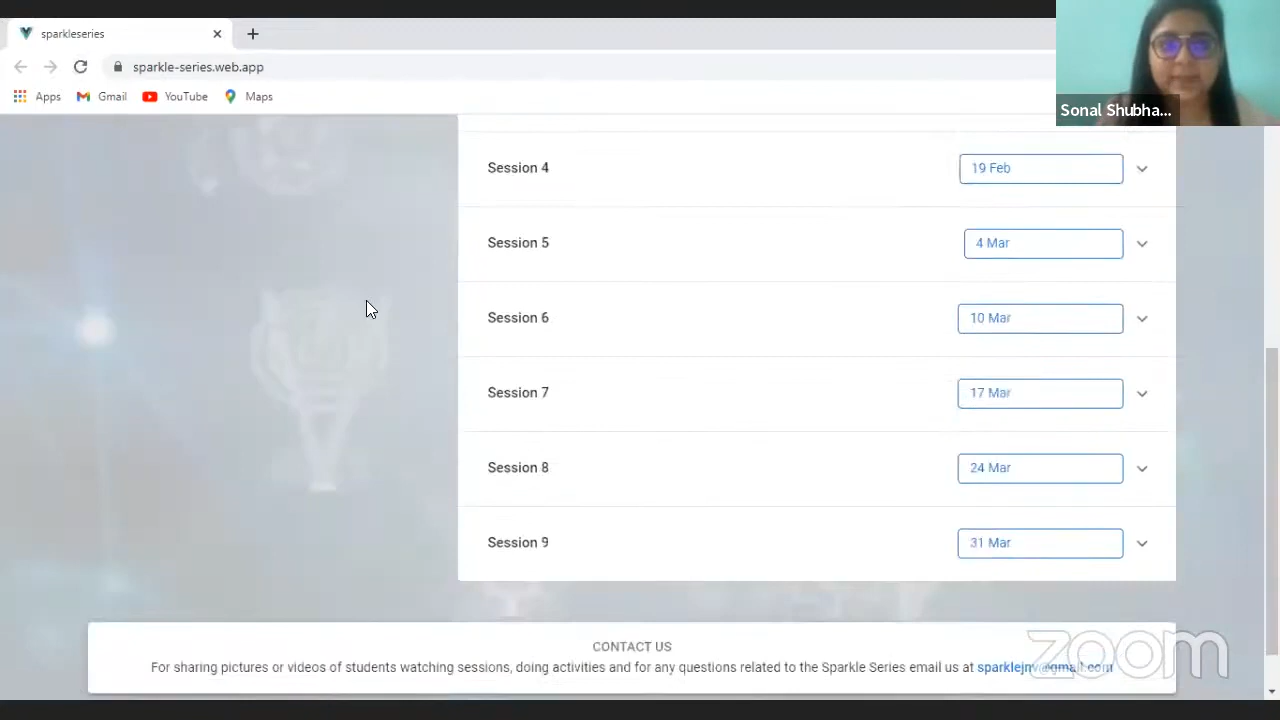 sparkleseries
sparkle-series.web.app
Apps
Gmail
YouTube
Maps
Sonal Shubha...
Session 4
19 Feb
Session 5
4 Mar
Session 6
10 Mar
Session 7
17 Mar
Session 8
24 Mar
Session 9
31 Mar
CONTACT US
For sharing pictures or videos of students watching sessions, doing activities and for any questions related to the Sparkle Series email us at sparklejnv@gmail.com
zoom